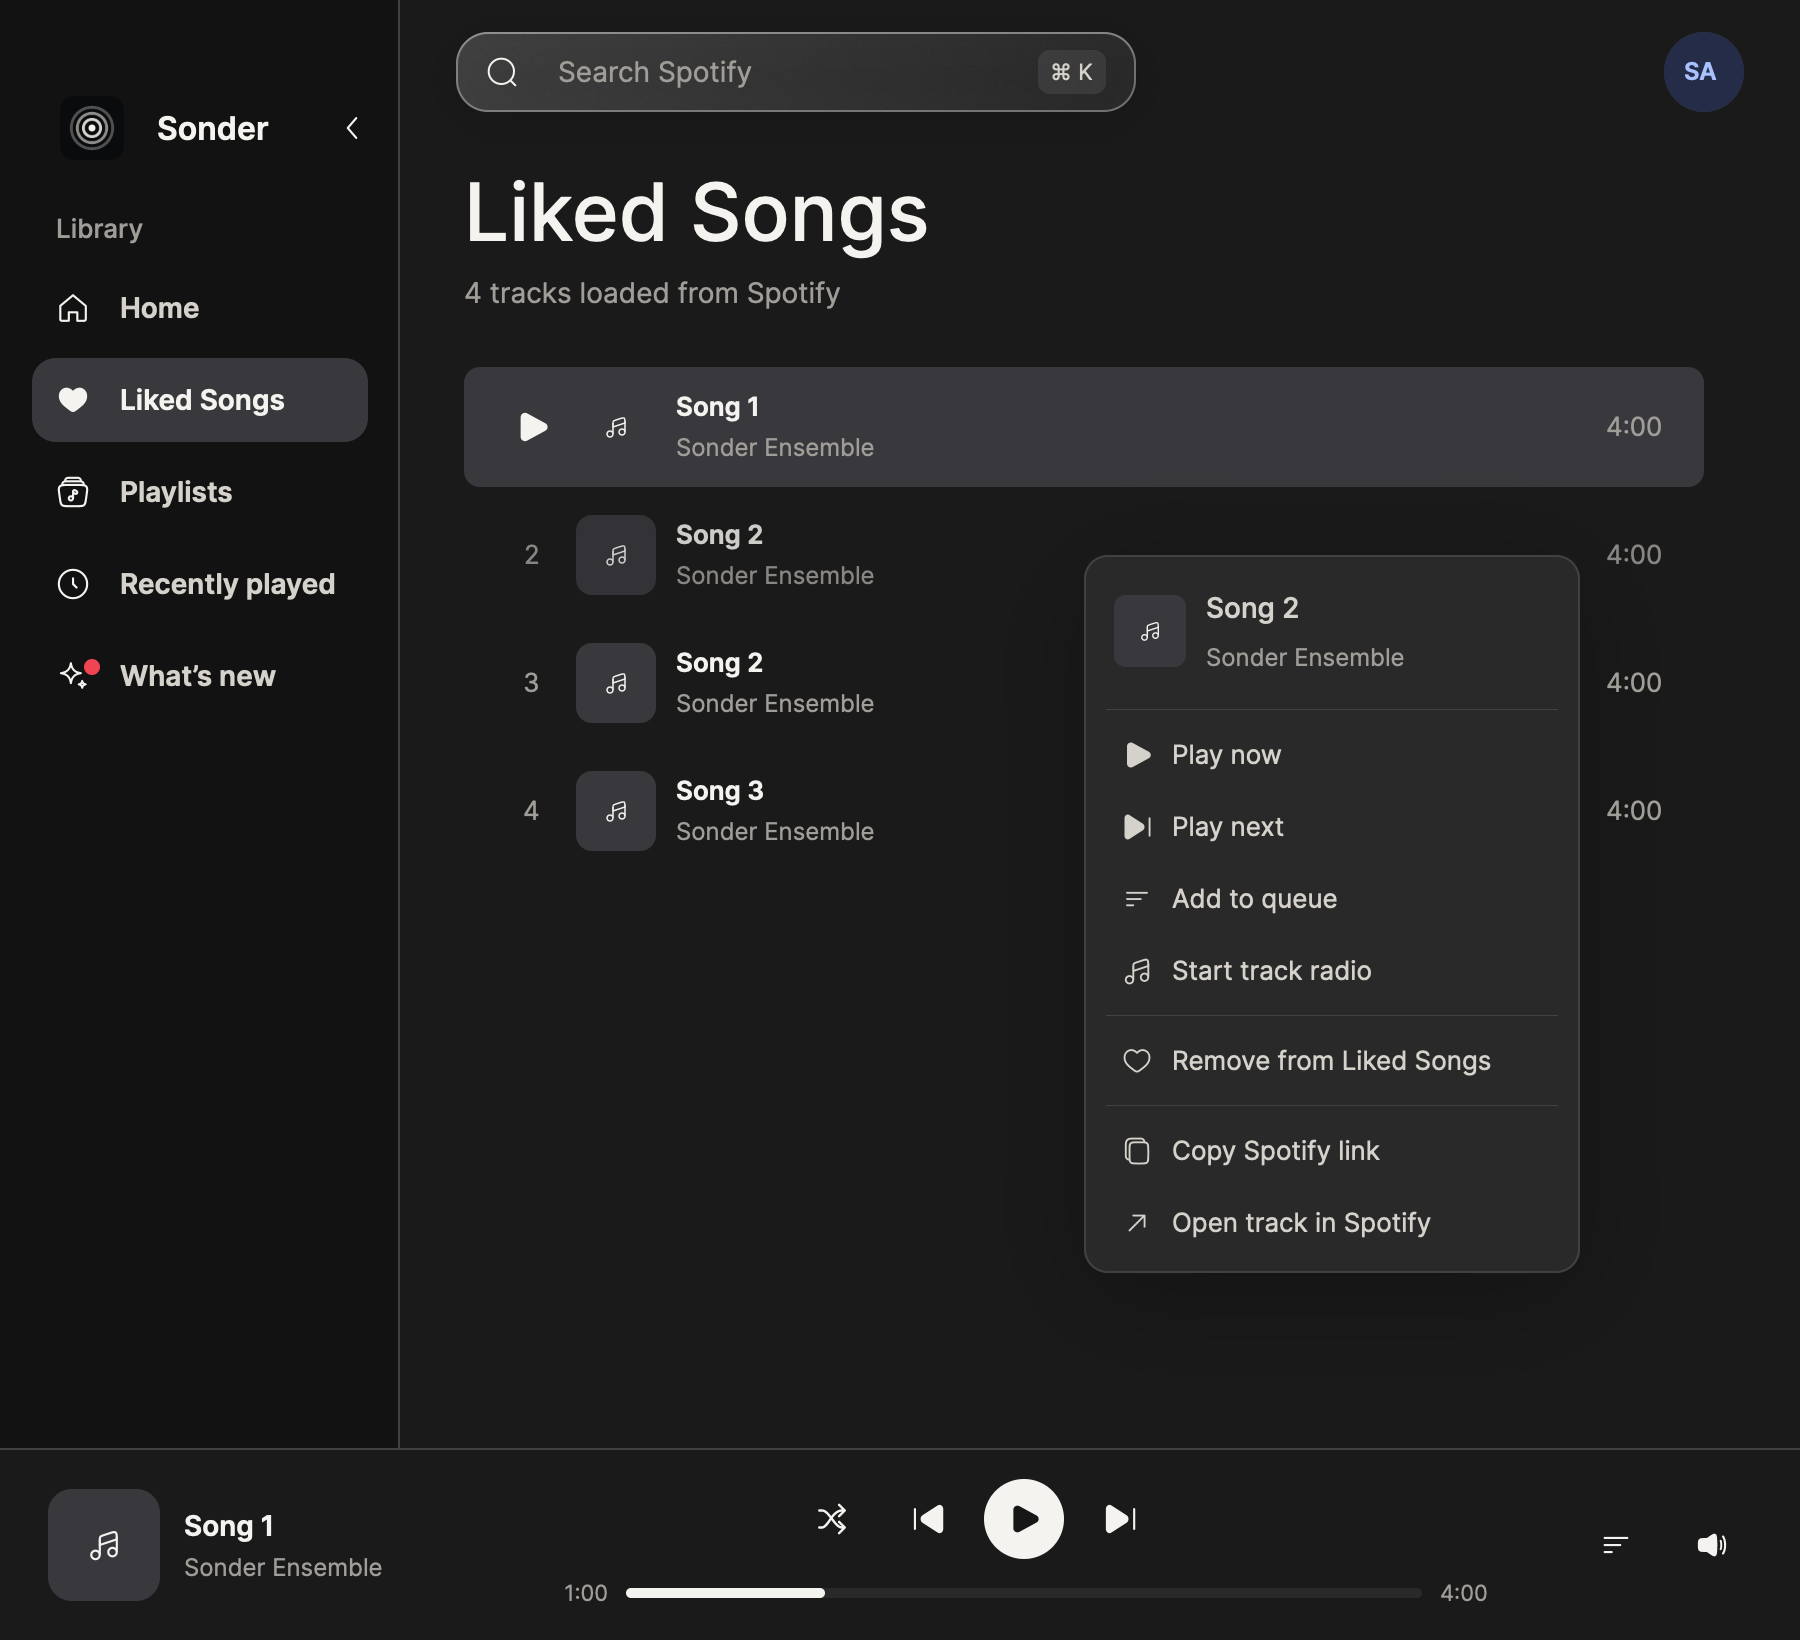 Sonder
Library
Home
Liked Songs
Playlists
Recently played
What’s new
Search Spotify
⌘ K
SA
Liked Songs
4 tracks loaded from Spotify
Song 1
Sonder Ensemble
4:00
2
Song 2
Sonder Ensemble
4:00
3
Song 2
Sonder Ensemble
4:00
4
Song 3
Sonder Ensemble
4:00
Song 2
Sonder Ensemble
Play now
Play next
Add to queue
Start track radio
Remove from Liked Songs
Copy Spotify link
Open track in Spotify
Song 1
Sonder Ensemble
1:00
4:00